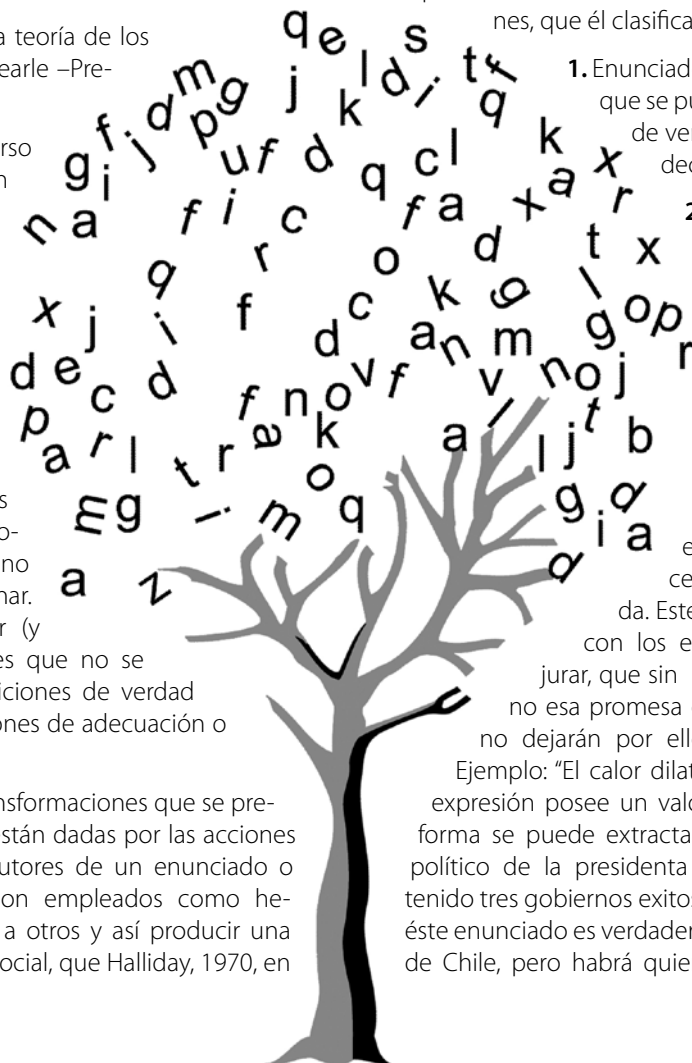 a teoría de los
earle –Pre-
rso
n
s
o-
no
nar.
r (y
es que no se
iciones de verdad
ones de adecuación o
nsformaciones que se pre-
están dadas por las acciones
utores de un enunciado o
on empleados como he-
a otros y así producir una
ocial, que Halliday, 1970, en
nes, que él clasifica
1. Enunciad
que se pu
de ver
dec
2
e
ce
da. Este
con los e
jurar, que sin
no esa promesa
no dejarán por ell
Ejemplo: “El calor dilat
expresión posee un valo
forma se puede extracta
político de la presidenta
tenido tres gobiernos exitos
éste enunciado es verdader
de Chile, pero habrá quie